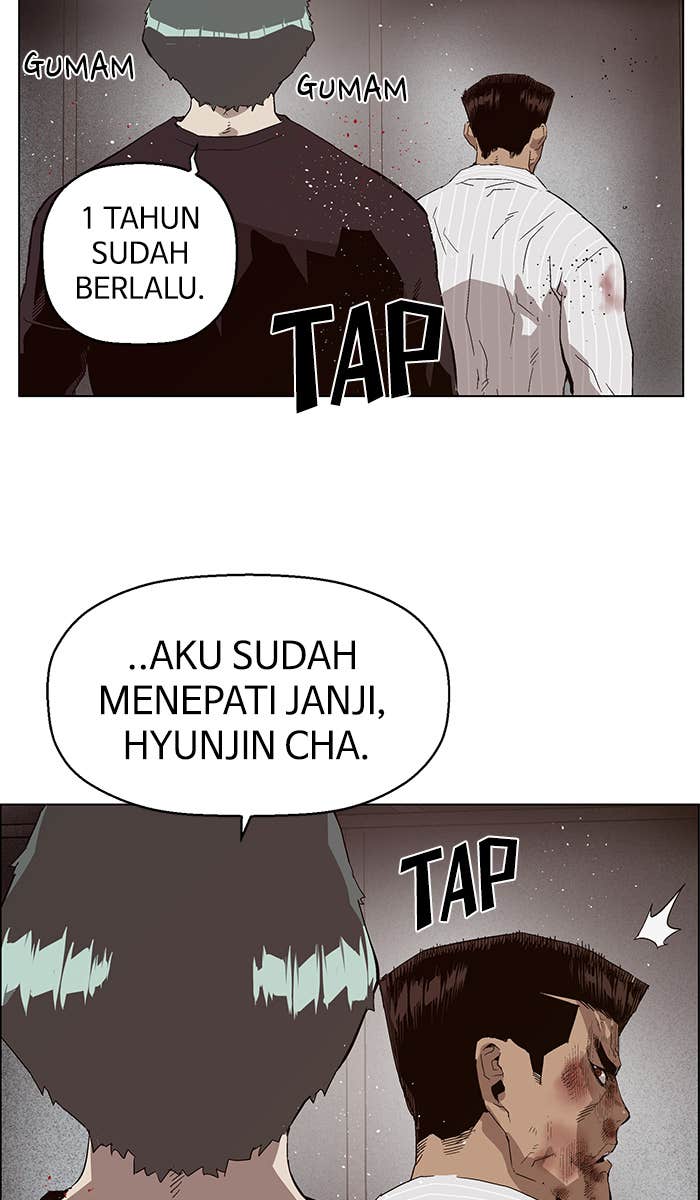 GUMAM
GUMAM
1 TAHUN
SUDAH
BERLALU.
TAP
..AKU SUDAH
MENEPATI JANJI,
HYUNJIN CHA.
TAP